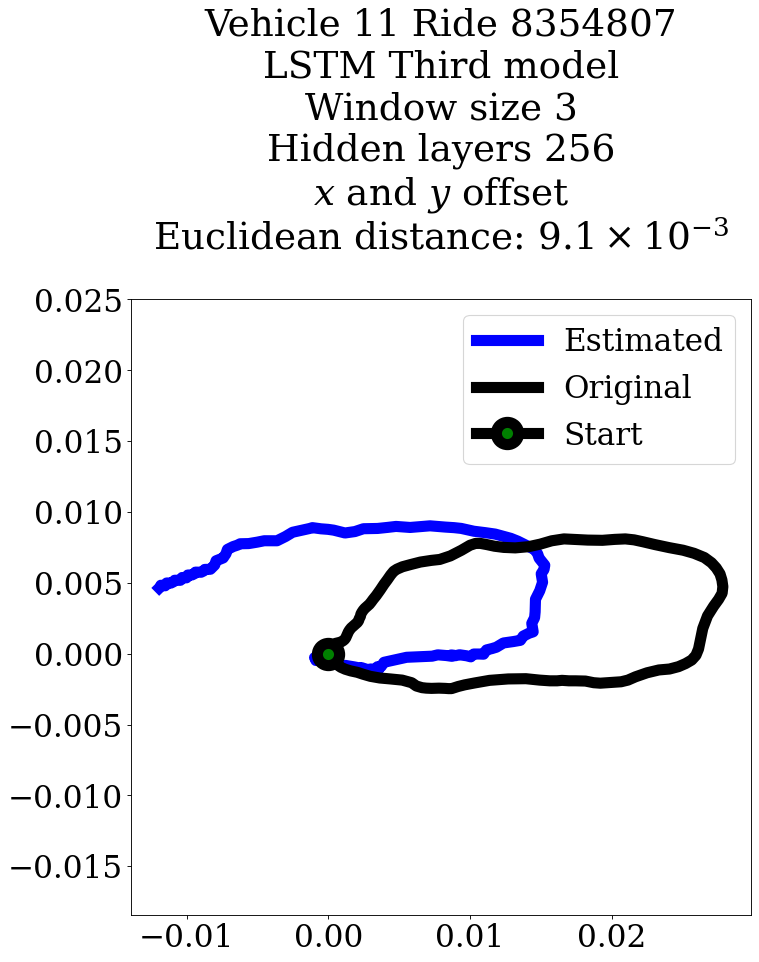 Vehicle 11 Ride 8354807
LSTM Third model
Window size 3
Hidden layers 256
x and y offset
Euclidean distance: 9.1 × 10⁻³
0.025
0.020
0.015
0.010
0.005
0.000
−0.005
−0.010
−0.015
Estimated
Original
Start
−0.01 0.00 0.01 0.02